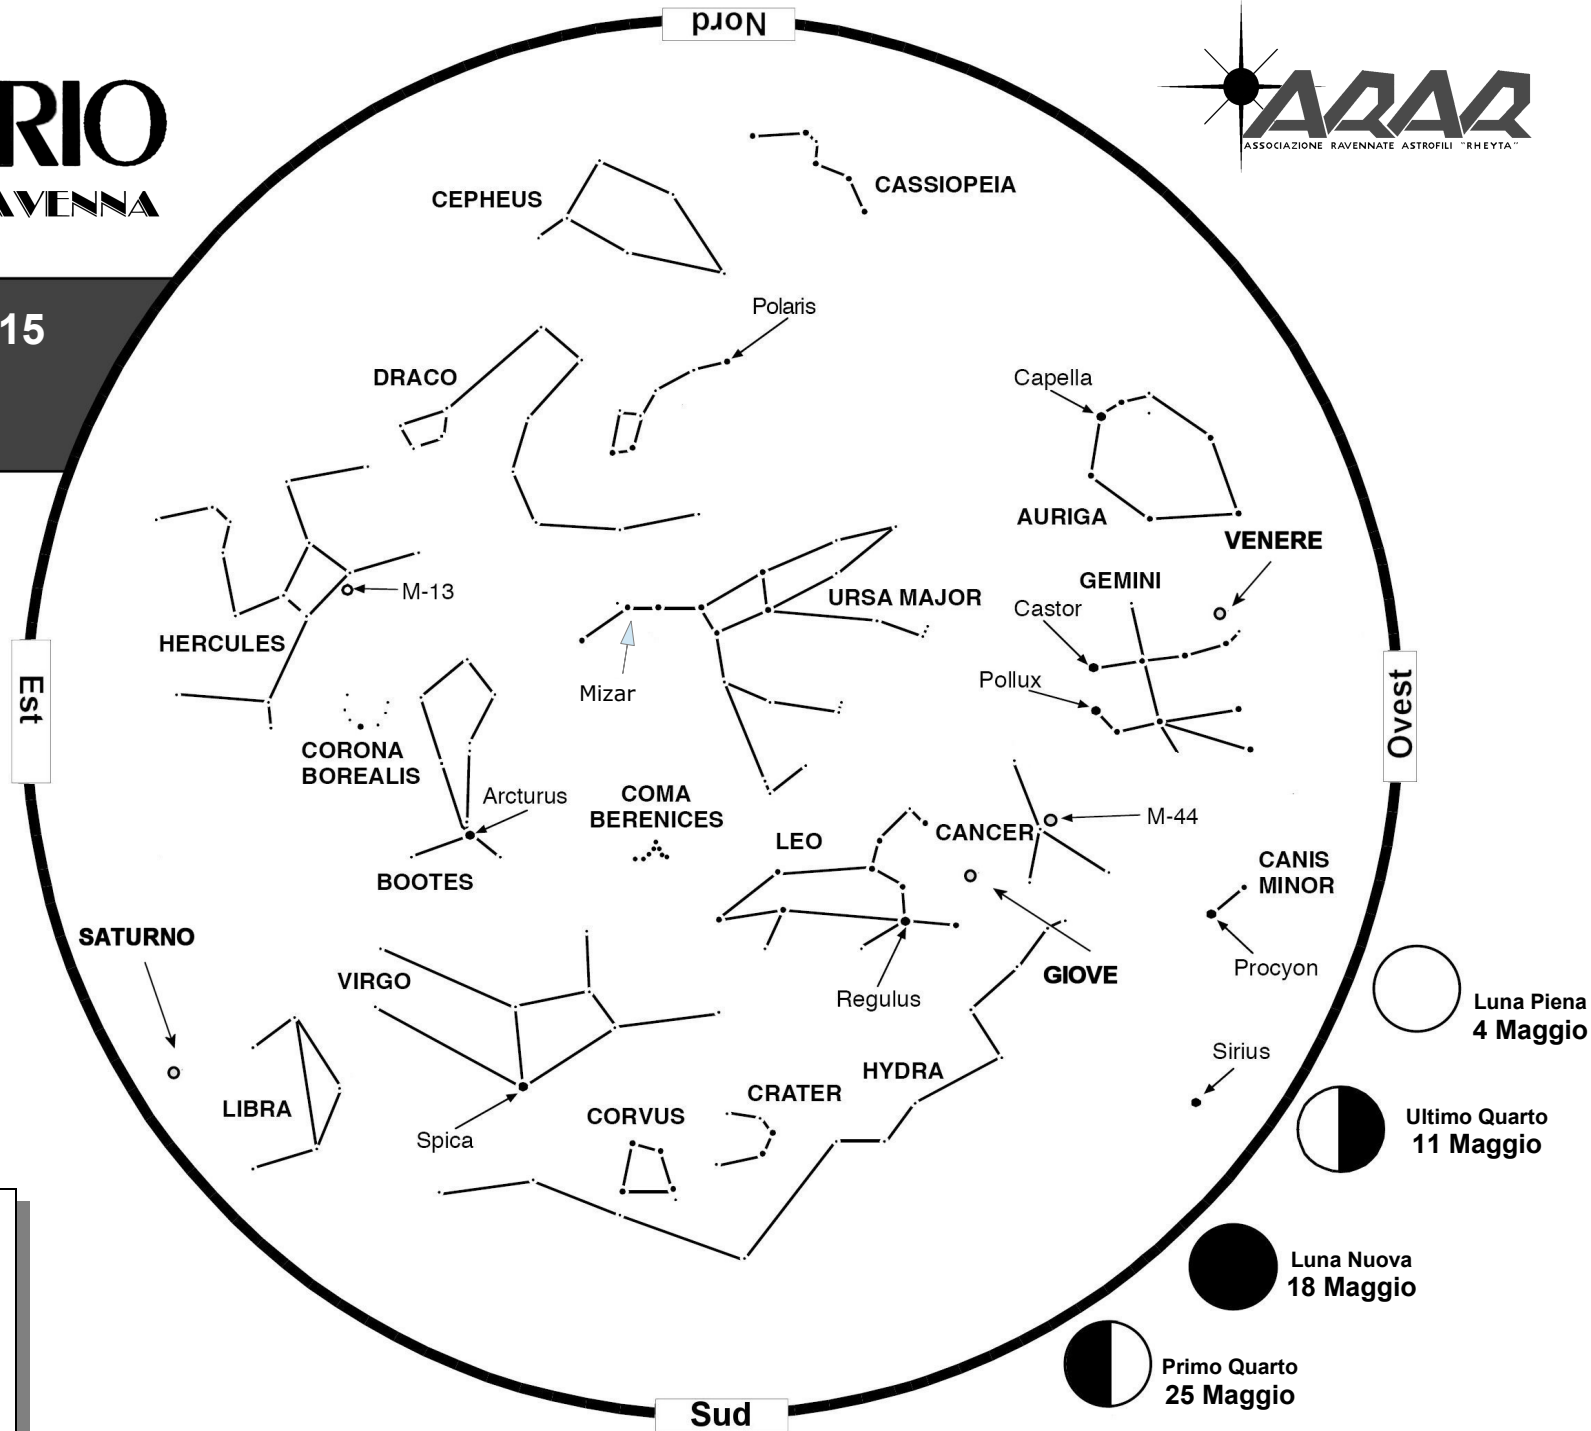 Nord
RIO
AVENNA
ARAR
ASSOCIAZIONE RAVENNATE ASTROFILI "RHEYTA"
15
CEPHEUS
CASSIOPEIA
Polaris
DRACO
Capella
AURIGA
VENERE
M-13
HERCULES
URSA MAJOR
GEMINI
Castor
Mizar
Pollux
Est
Ovest
CORONA
BOREALIS
Arcturus
BOOTES
COMA
BERENICES
LEO
CANCER
M-44
CANIS
MINOR
SATURNO
VIRGO
Regulus
GIOVE
Procyon
Luna Piena
4 Maggio
Sirius
HYDRA
CRATER
LIBRA
Spica
CORVUS
Ultimo Quarto
11 Maggio
Luna Nuova
18 Maggio
Primo Quarto
25 Maggio
Sud